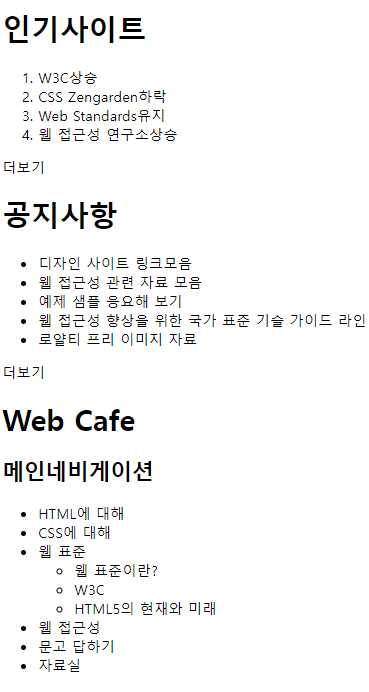 인기사이트
1. W3C상승
2. CSS Zengarden하락
3. Web Standards유지
4. 웹 접근성 연구소상승
더보기
공지사항
디자인 사이트 링크모음
웹 접근성 관련 자료 모음
예제 샘플 응요해 보기
웹 접근성 향상을 위한 국가 표준 기슬 가이드 라인
로얄티 프리 이미지 자료
더보기
Web Cafe
메인네비게이션
HTML에 대해
CSS에 대해
웹 표준
웹 표준이란?
W3C
HTML5의 현재와 미래
웹 접근성
문고 답하기
자료실